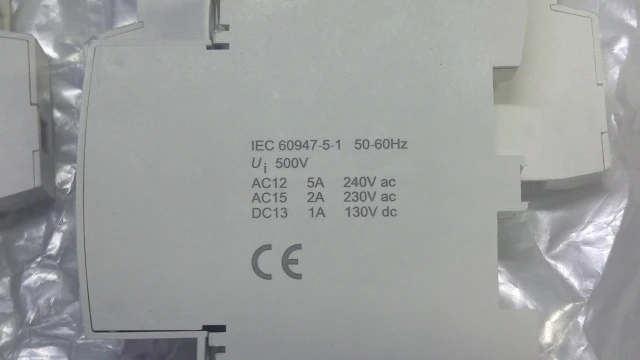 IEC 60947-5-1 50-60Hz
Ui 500V
AC12 5A 240V ac
AC15 2A 230V ac
DC13 1A 130V dc
CE